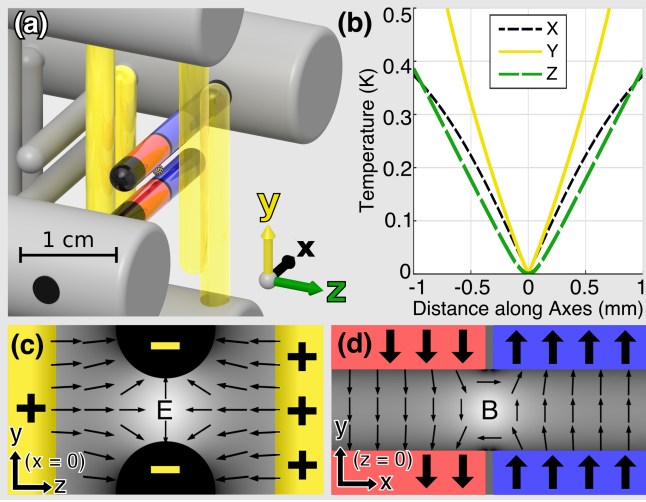 (a)
1 cm
y
x
z
(b)
0.5
0.4
0.3
0.2
0.1
0
Temperature (K)
X
Y
Z
-1 -0.5 0 0.5 1
Distance along Axes (mm)
(c)
− + +
+ E +
− +
y
(x = 0)
z
(d)
B
y
(z = 0)
x